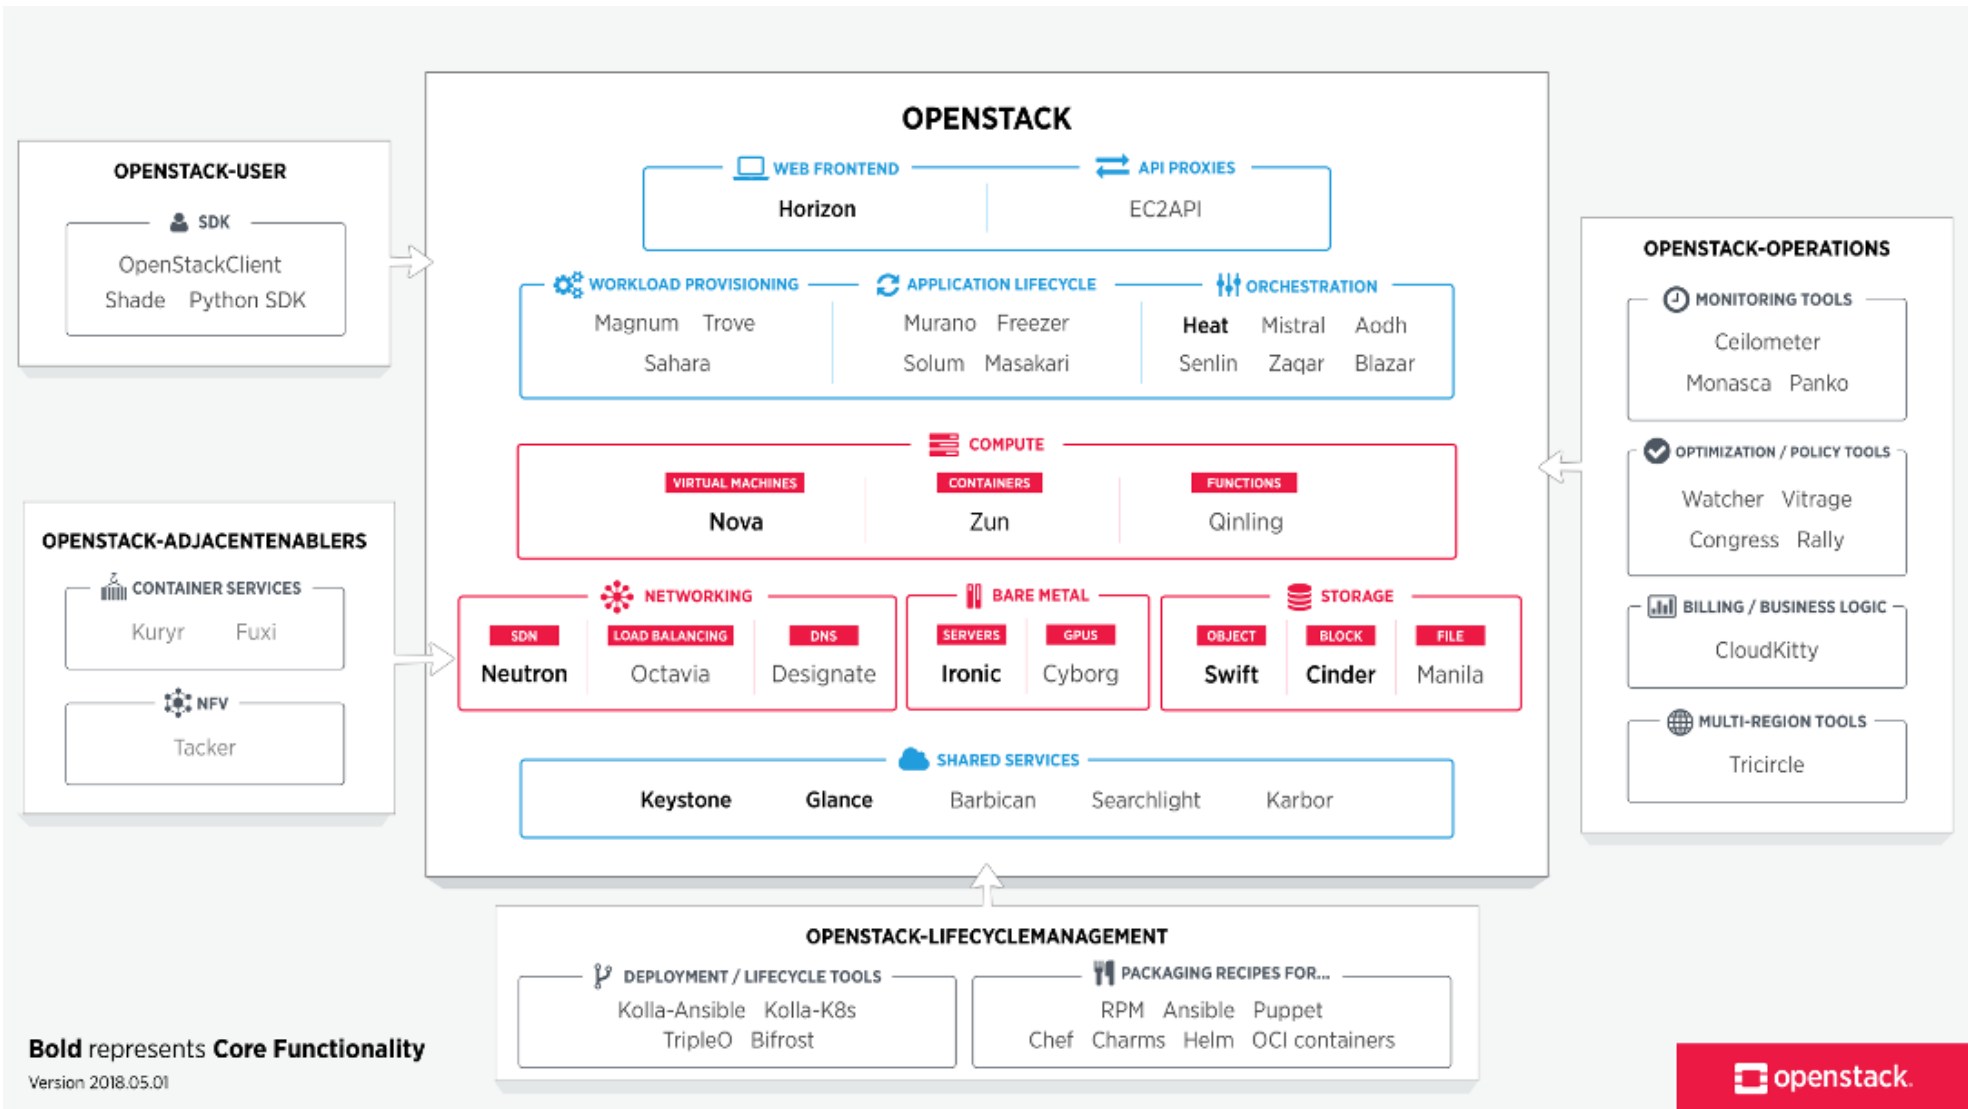 OPENSTACK
WEB FRONTEND
Horizon
API PROXIES
EC2API
WORKLOAD PROVISIONING
Magnum Trove
Sahara
APPLICATION LIFECYCLE
Murano Freezer
Solum Masakari
ORCHESTRATION
Heat Mistral Aodh
Senlin Zaqar Blazar
COMPUTE
VIRTUAL MACHINES
Nova
CONTAINERS
Zun
FUNCTIONS
Qinling
NETWORKING
SDN
Neutron
LOAD BALANCING
Octavia
DNS
Designate
BARE METAL
SERVERS
Ironic
GPUS
Cyborg
STORAGE
OBJECT
Swift
BLOCK
Cinder
FILE
Manila
SHARED SERVICES
Keystone Glance Barbican Searchlight Karbor
OPENSTACK-USER
SDK
OpenStackClient
Shade Python SDK
OPENSTACK-ADJACENTENABLERS
CONTAINER SERVICES
Kuryr Fuxi
NFV
Tacker
OPENSTACK-OPERATIONS
MONITORING TOOLS
Ceilometer
Monasca Panko
OPTIMIZATION / POLICY TOOLS
Watcher Vitrage
Congress Rally
BILLING / BUSINESS LOGIC
CloudKitty
MULTI-REGION TOOLS
Tricircle
OPENSTACK-LIFECYCLEMANAGEMENT
DEPLOYMENT / LIFECYCLE TOOLS
Kolla-Ansible Kolla-K8s
TripleO Bifrost
PACKAGING RECIPES FOR...
RPM Ansible Puppet
Chef Charms Helm OCI containers
Bold represents Core Functionality
Version 2018.05.01
openstack.